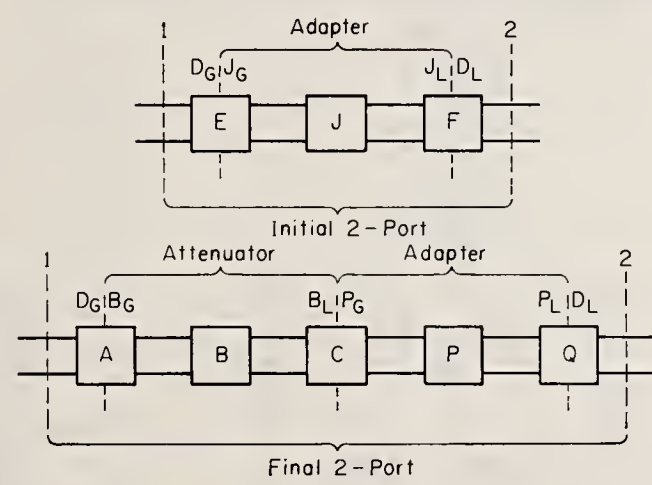 1 Adapter 2
D_G J_G J_L D_L
E J F
Initial 2-Port
1 Attenuator Adapter 2
D_G B_G B_L P_G P_L D_L
A B C P Q
Final 2-Port